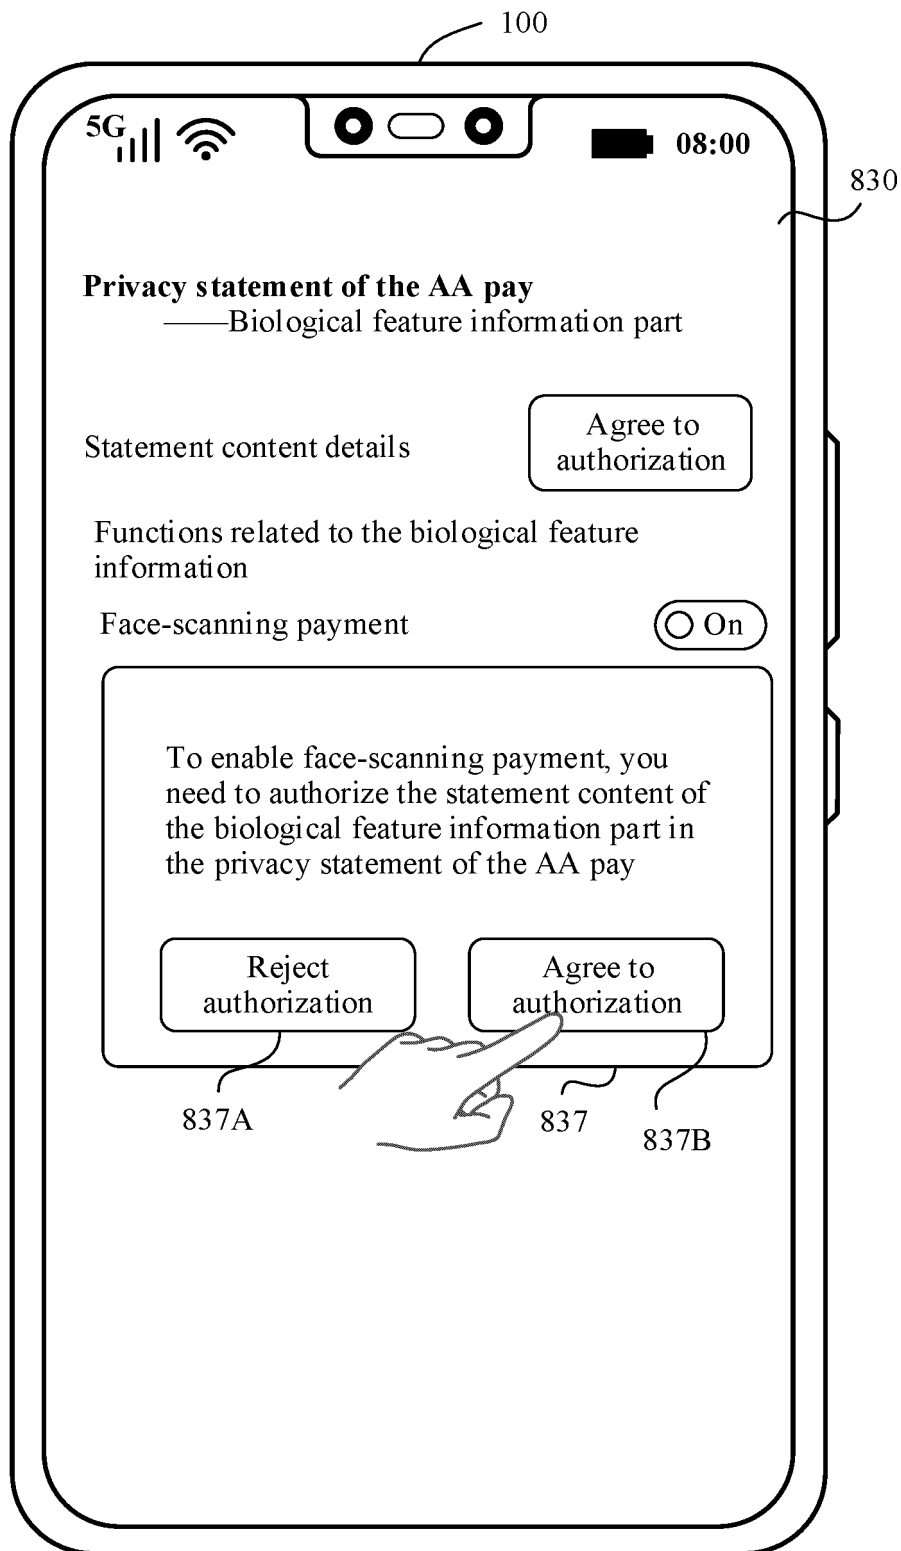 100
5G
08:00
830
Privacy statement of the AA pay
——Biological feature information part
Statement content details
Agree to
authorization
Functions related to the biological feature
information
Face-scanning payment
On
To enable face-scanning payment, you
need to authorize the statement content of
the biological feature information part in
the privacy statement of the AA pay
Reject
authorization
Agree to
authorization
837A
837
837B